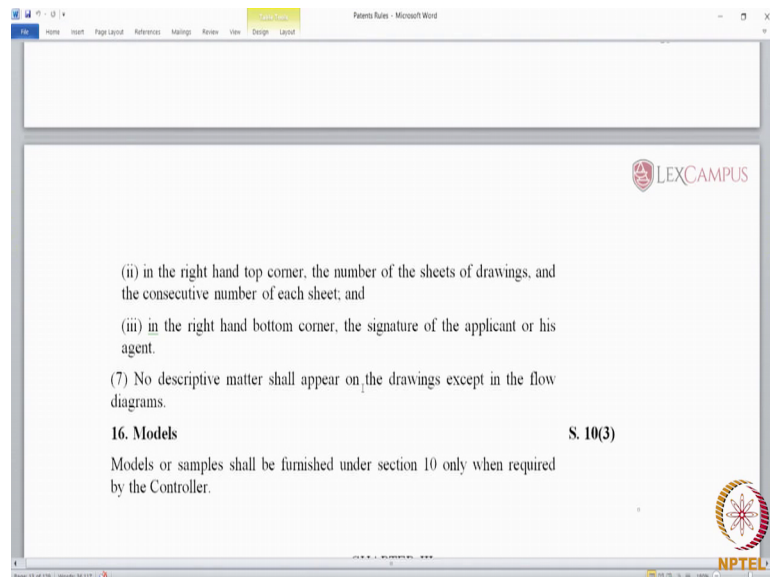 Table Tools
Patents Rules - Microsoft Word
File Home Insert Page Layout References Mailings Review View Design Layout
LEXCAMPUS
(ii) in the right hand top corner, the number of the sheets of drawings, and
the consecutive number of each sheet; and
(iii) in the right hand bottom corner, the signature of the applicant or his
agent.
(7) No descriptive matter shall appear on the drawings except in the flow
diagrams.
16. Models S. 10(3)
Models or samples shall be furnished under section 10 only when required
by the Controller.
NPTEL